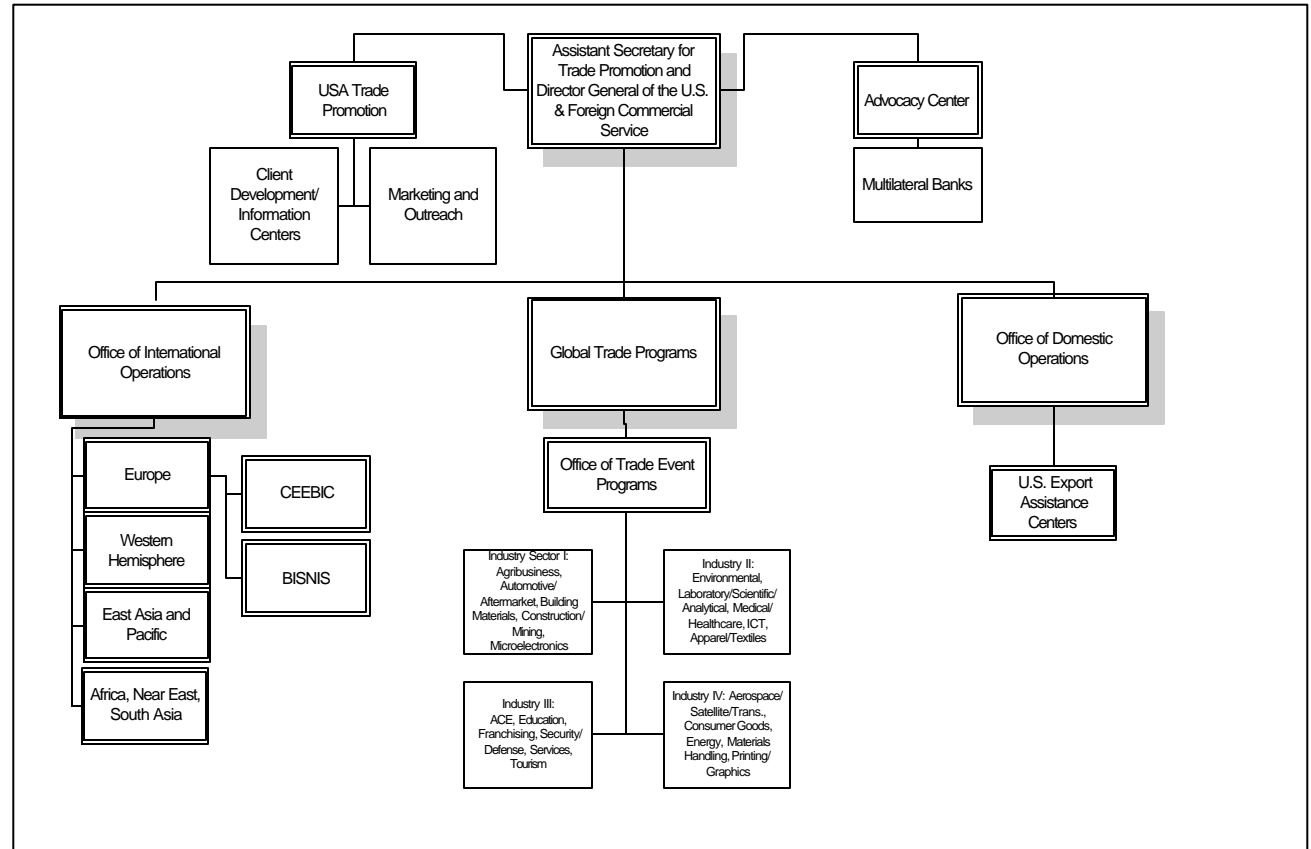 Assistant Secretary for
Trade Promotion and
Director General of the U.S.
& Foreign Commercial
Service
USA Trade
Promotion
Advocacy Center
Client
Development/
Information
Centers
Marketing and
Outreach
Multilateral Banks
Office of International
Operations
Global Trade Programs
Office of Domestic
Operations
Europe
CEEBIC
Western
Hemisphere
BISNIS
East Asia and
Pacific
Africa, Near East,
South Asia
Office of Trade Event
Programs
U.S. Export
Assistance
Centers
Industry Sector I:
Agribusiness,
Automotive/
Aftermarket, Building
Materials, Construction/
Mining,
Microelectronics
Industry II:
Environmental,
Laboratory/Scientific/
Analytical, Medical/
Healthcare, ICT,
Apparel/Textiles
Industry III:
ACE, Education,
Franchising, Security/
Defense, Services,
Tourism
Industry IV: Aerospace/
Satellite/Trans.,
Consumer Goods,
Energy, Materials
Handling, Printing/
Graphics